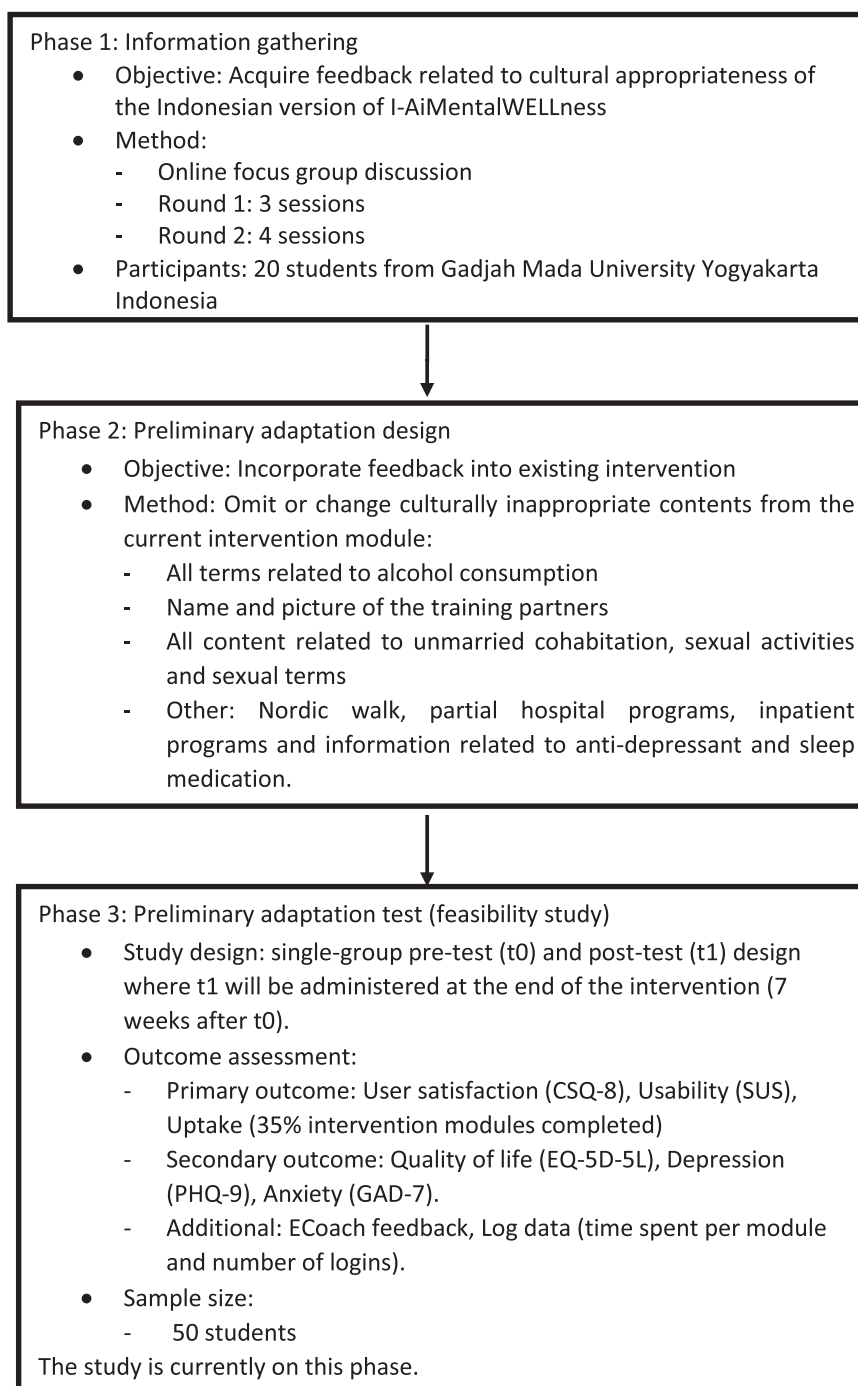 Phase 1: Information gathering
● Objective: Acquire feedback related to cultural appropriateness of
the Indonesian version of I-AiMentalWELLness
● Method:
- Online focus group discussion
- Round 1: 3 sessions
- Round 2: 4 sessions
● Participants: 20 students from Gadjah Mada University Yogyakarta
Indonesia
Phase 2: Preliminary adaptation design
● Objective: Incorporate feedback into existing intervention
● Method: Omit or change culturally inappropriate contents from the
current intervention module:
- All terms related to alcohol consumption
- Name and picture of the training partners
- All content related to unmarried cohabitation, sexual activities
and sexual terms
- Other: Nordic walk, partial hospital programs, inpatient
programs and information related to anti-depressant and sleep
medication.
Phase 3: Preliminary adaptation test (feasibility study)
● Study design: single-group pre-test (t0) and post-test (t1) design
where t1 will be administered at the end of the intervention (7
weeks after t0).
● Outcome assessment:
- Primary outcome: User satisfaction (CSQ-8), Usability (SUS),
Uptake (35% intervention modules completed)
- Secondary outcome: Quality of life (EQ-5D-5L), Depression
(PHQ-9), Anxiety (GAD-7).
- Additional: ECoach feedback, Log data (time spent per module
and number of logins).
● Sample size:
- 50 students
The study is currently on this phase.